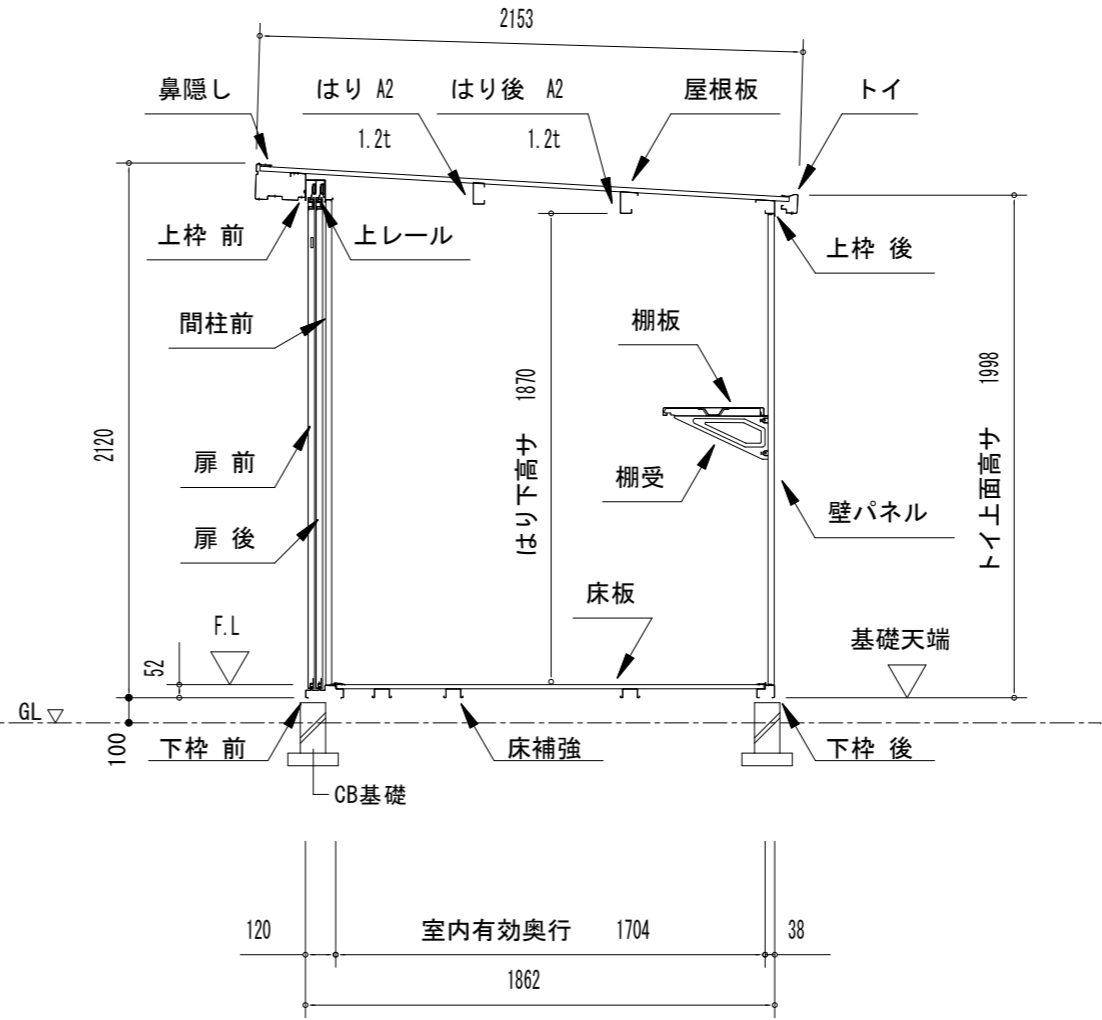 2153
鼻隠し
はり A2
1.2t
はり後 A2
1.2t
屋根板
トイ
上枠 前
上レール
上枠 後
間柱前
棚板
2120
はり下高サ 1870
トイ上面高サ 1998
扉 前
棚受
壁パネル
扉 後
床板
F.L
基礎天端
52
GL
100
下枠 前
床補強
下枠 後
CB基礎
120
室内有効奥行 1704
38
1862